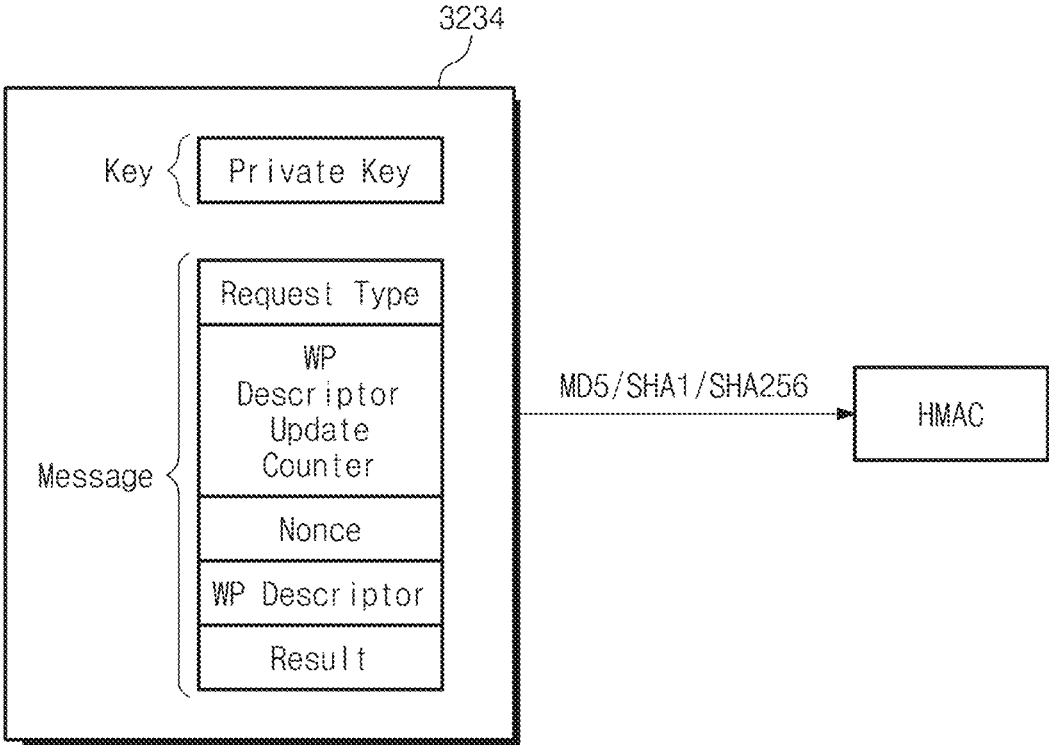 3234
Key
Private Key
Message
Request Type
WP
Descriptor
Update
Counter
Nonce
WP Descriptor
Result
MD5/SHA1/SHA256
HMAC